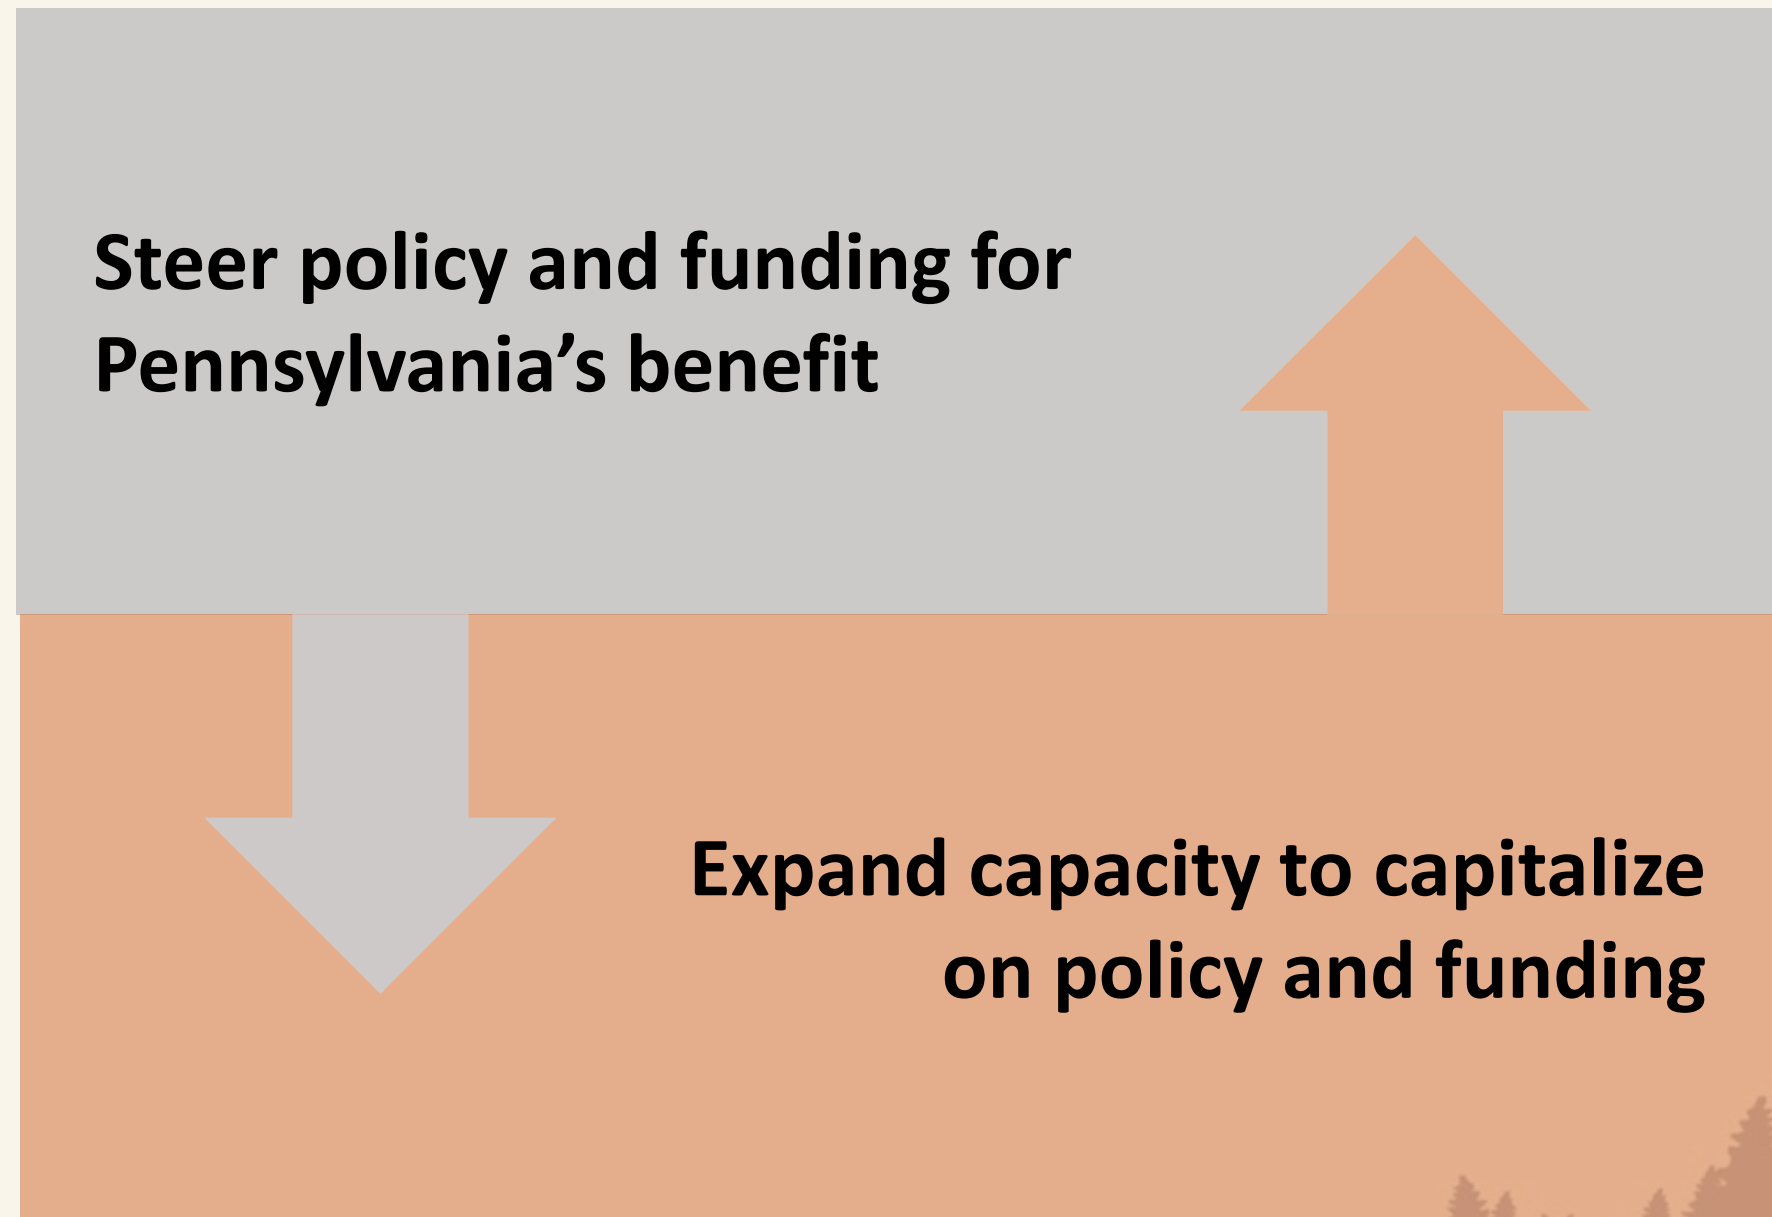 Steer policy and funding for
Pennsylvania’s benefit
Expand capacity to capitalize
on policy and funding